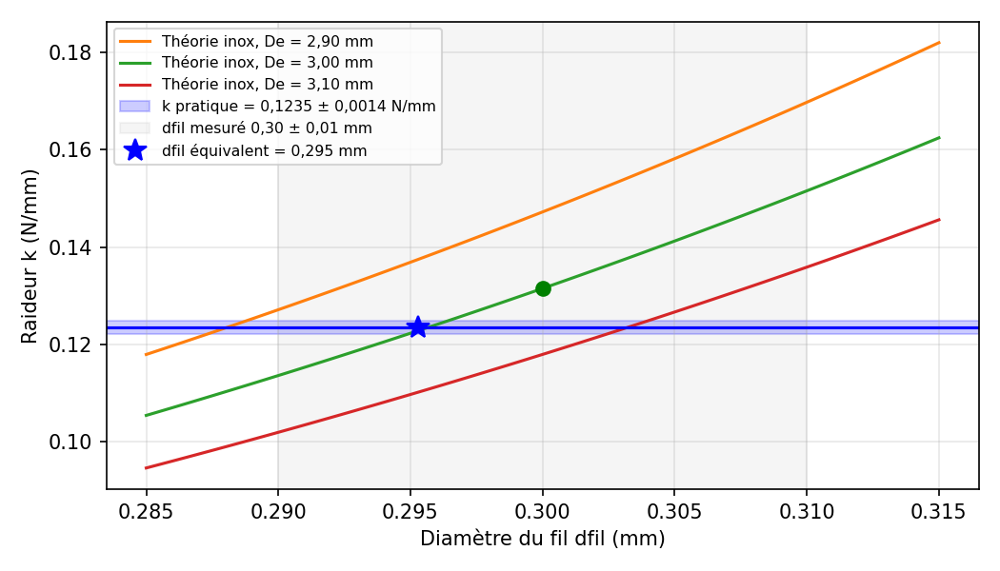 Théorie inox, De = 2,90 mm
Théorie inox, De = 3,00 mm
Théorie inox, De = 3,10 mm
k pratique = 0,1235 ± 0,0014 N/mm
dfil mesuré 0,30 ± 0,01 mm
dfil équivalent = 0,295 mm
Raideur k (N/mm)
0.18
0.16
0.14
0.12
0.10
0.285 0.290 0.295 0.300 0.305 0.310 0.315
Diamètre du fil dfil (mm)